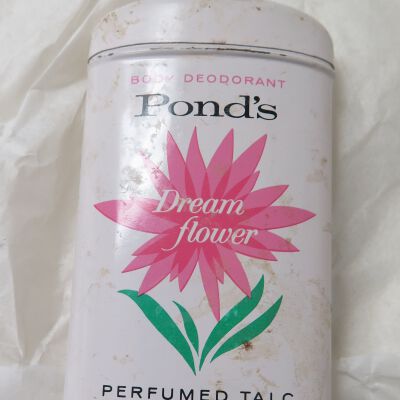 BODY DEODORANT
Pond's
Dream
flower
PERFUMED TALC